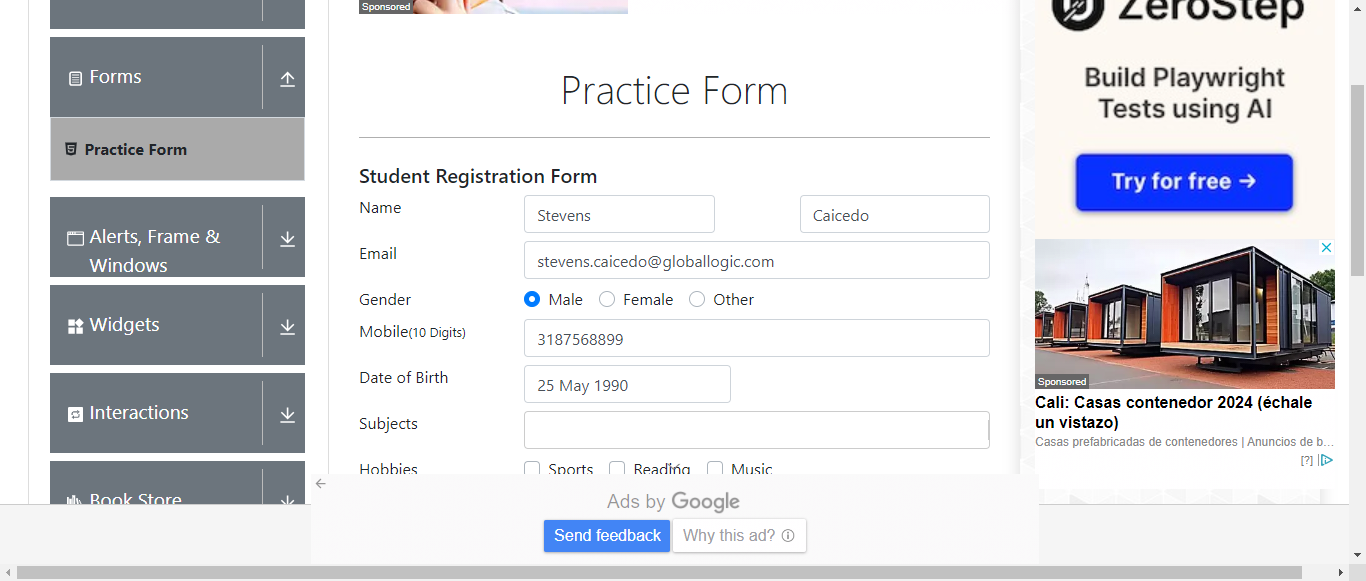 Sponsored
Forms
Practice Form
Alerts, Frame &
Windows
Widgets
Interactions
Book Store
Practice Form
Student Registration Form
Name Stevens Caicedo
Email stevens.caicedo@globallogic.com
Gender Male Female Other
Mobile(10 Digits) 3187568899
Date of Birth 25 May 1990
Subjects
Hobbies Sports Reading Music
Ads by Google
Send feedback Why this ad?
ZeroStep
Build Playwright
Tests using AI
Try for free →
Sponsored
Cali: Casas contenedor 2024 (échale
un vistazo)
Casas prefabricadas de contenedores | Anuncios de b...
[?]